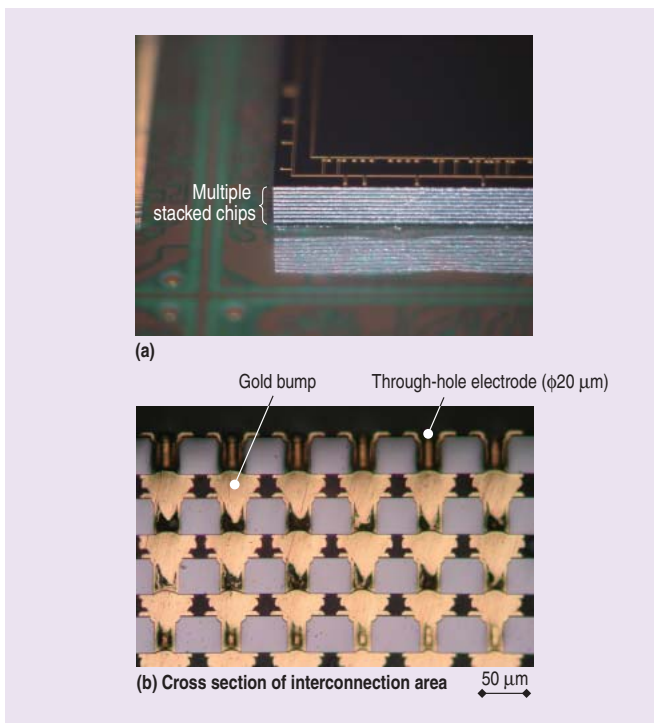 Multiple
stacked chips
(a)
Gold bump
Through-hole electrode (ϕ20 μm)
(b) Cross section of interconnection area
50 μm